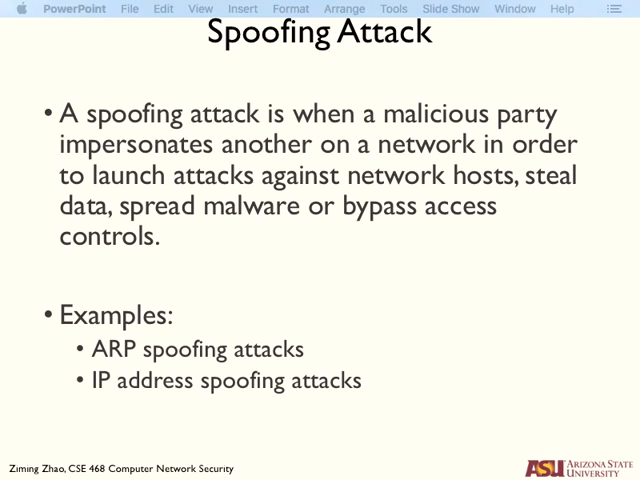 PowerPoint File Edit View Insert Format Arrange Tools Slide Show Window Help
Spoofing Attack
• A spoofing attack is when a malicious party
impersonates another on a network in order
to launch attacks against network hosts, steal
data, spread malware or bypass access
controls.
• Examples:
• ARP spoofing attacks
• IP address spoofing attacks
Ziming Zhao, CSE 468 Computer Network Security
ASU ARIZONA STATE
UNIVERSITY